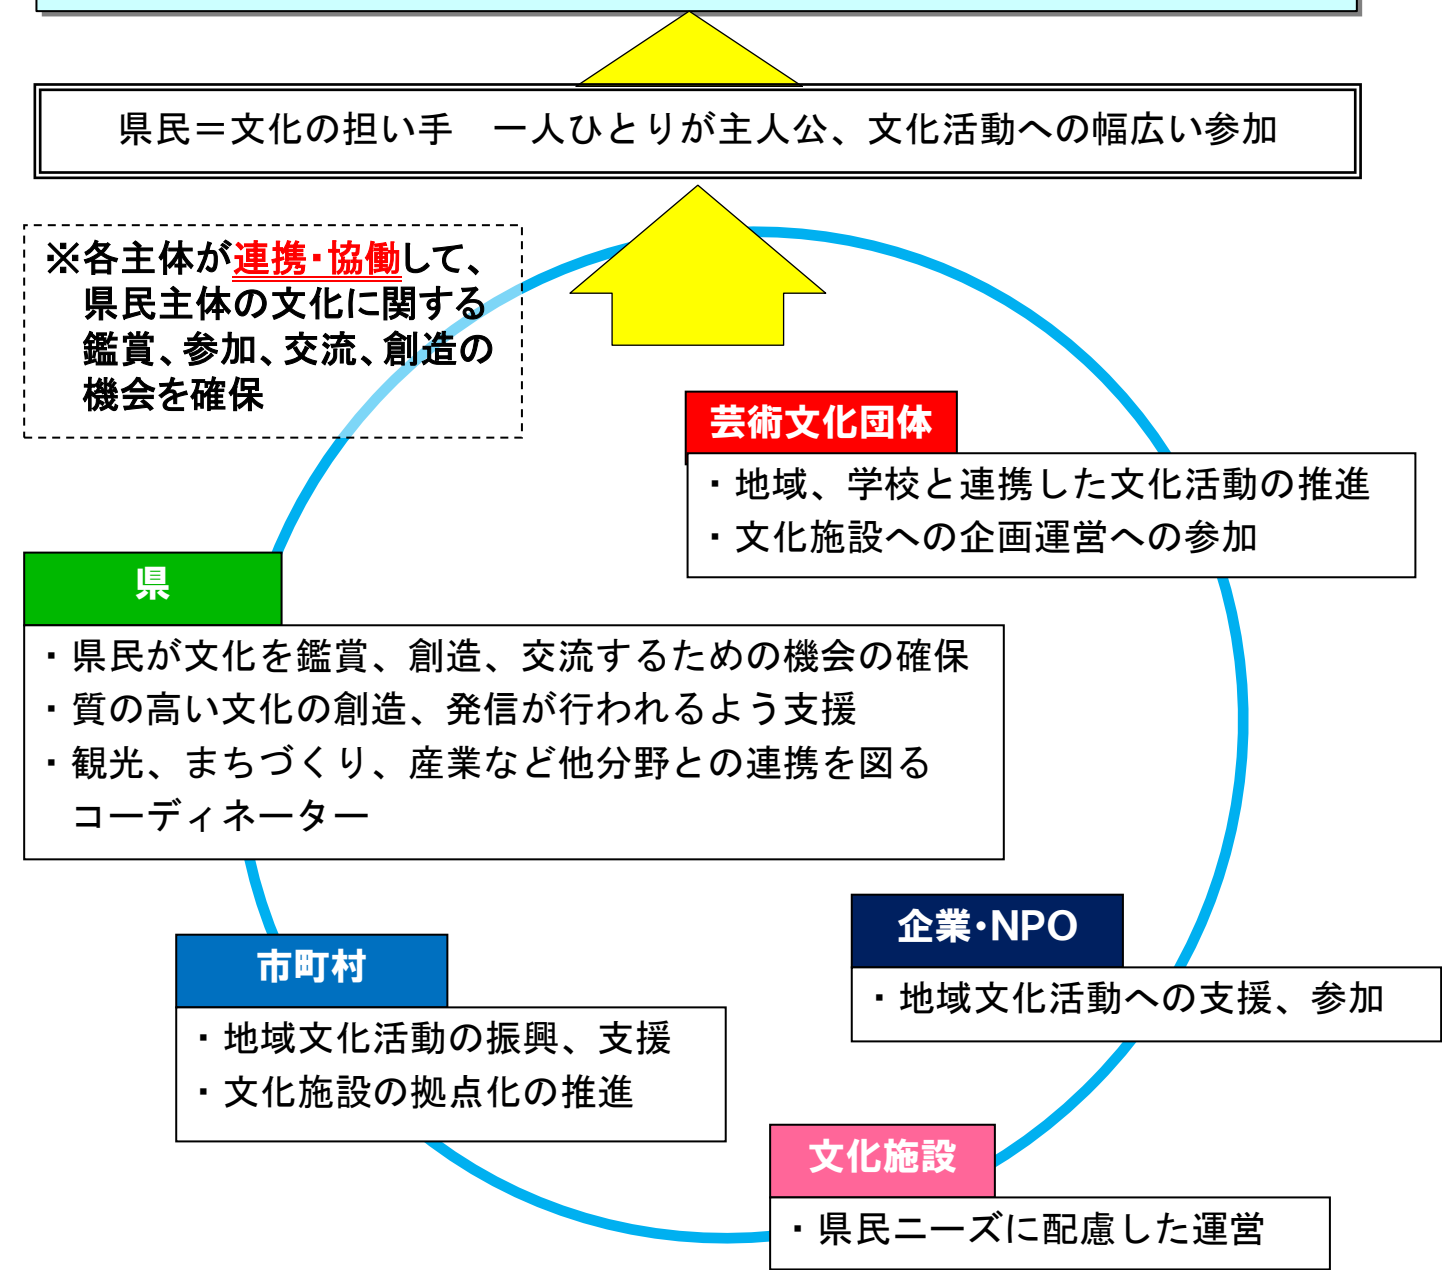 県民＝文化の担い手　一人ひとりが主人公、文化活動への幅広い参加
※各主体が連携・協働して、
県民主体の文化に関する
鑑賞、参加、交流、創造の
機会を確保
芸術文化団体
・地域、学校と連携した文化活動の推進
・文化施設への企画運営への参加
県
・県民が文化を鑑賞、創造、交流するための機会の確保
・質の高い文化の創造、発信が行われるよう支援
・観光、まちづくり、産業など他分野との連携を図る
コーディネーター
企業・NPO
・地域文化活動への支援、参加
市町村
・地域文化活動の振興、支援
・文化施設の拠点化の推進
文化施設
・県民ニーズに配慮した運営